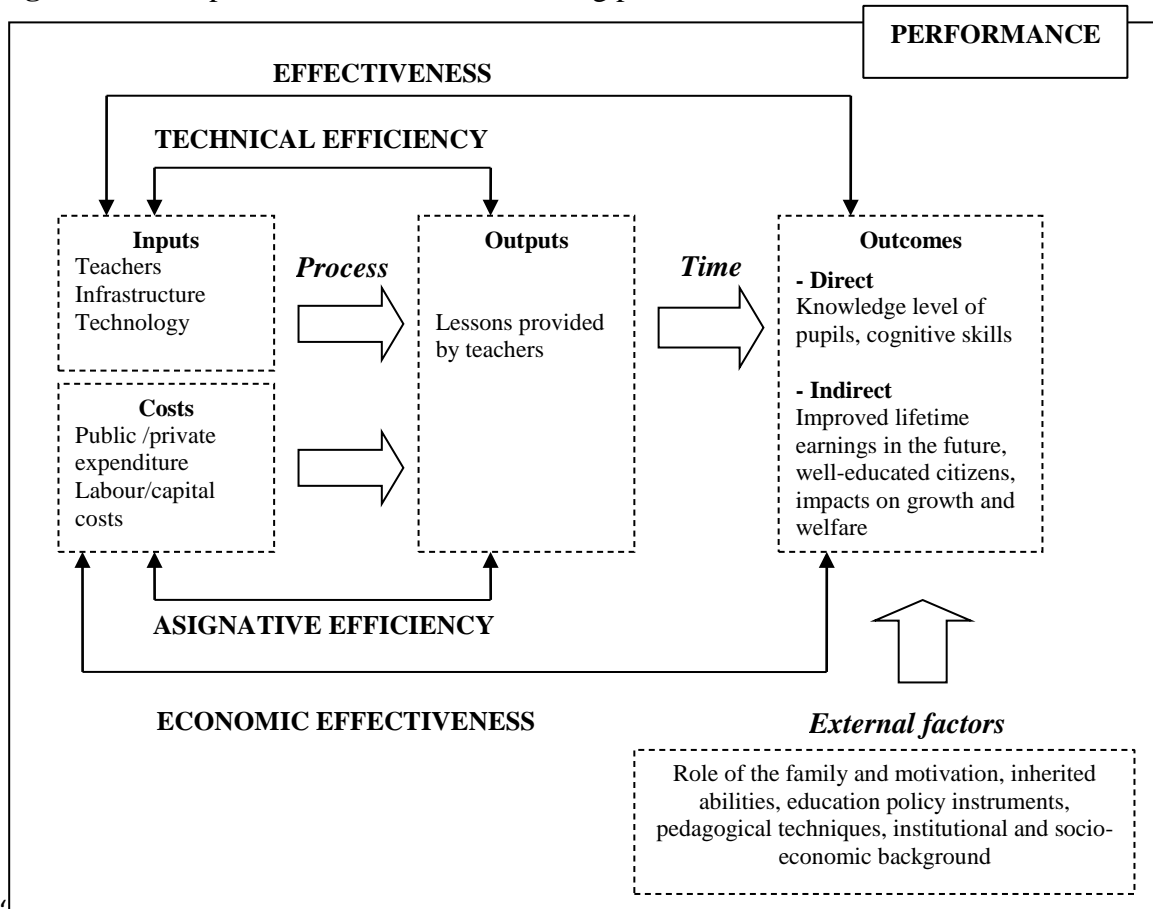 PERFORMANCE
EFFECTIVENESS
TECHNICAL EFFICIENCY
Inputs
Teachers
Infrastructure
Technology
Process
Outputs
Lessons provided
by teachers
Time
Outcomes
- Direct
Knowledge level of
pupils, cognitive skills
- Indirect
Improved lifetime
earnings in the future,
well-educated citizens,
impacts on growth and
welfare
Costs
Public /private
expenditure
Labour/capital
costs
ASIGNATIVE EFFICIENCY
ECONOMIC EFFECTIVENESS
External factors
Role of the family and motivation, inherited
abilities, education policy instruments,
pedagogical techniques, institutional and socio-
economic background